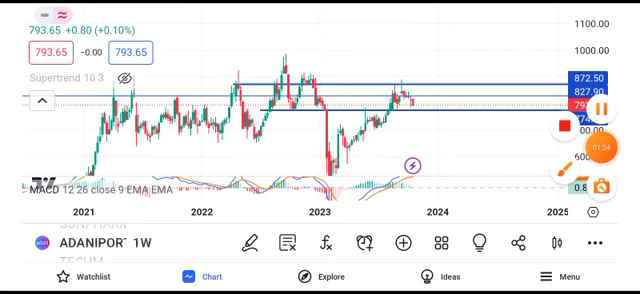 1100.00
793.65 +0.80 (+0.10%)
793.65 −0.00 793.65
1000.00
Supertrend 10 3
872.50
827.90
01:24
MACD 12 26 close 9 EMA EMA
0.8
2021 2022 2023 2024 2025
adani ADANIPORT 1W
Watchlist Chart Explore Ideas Menu